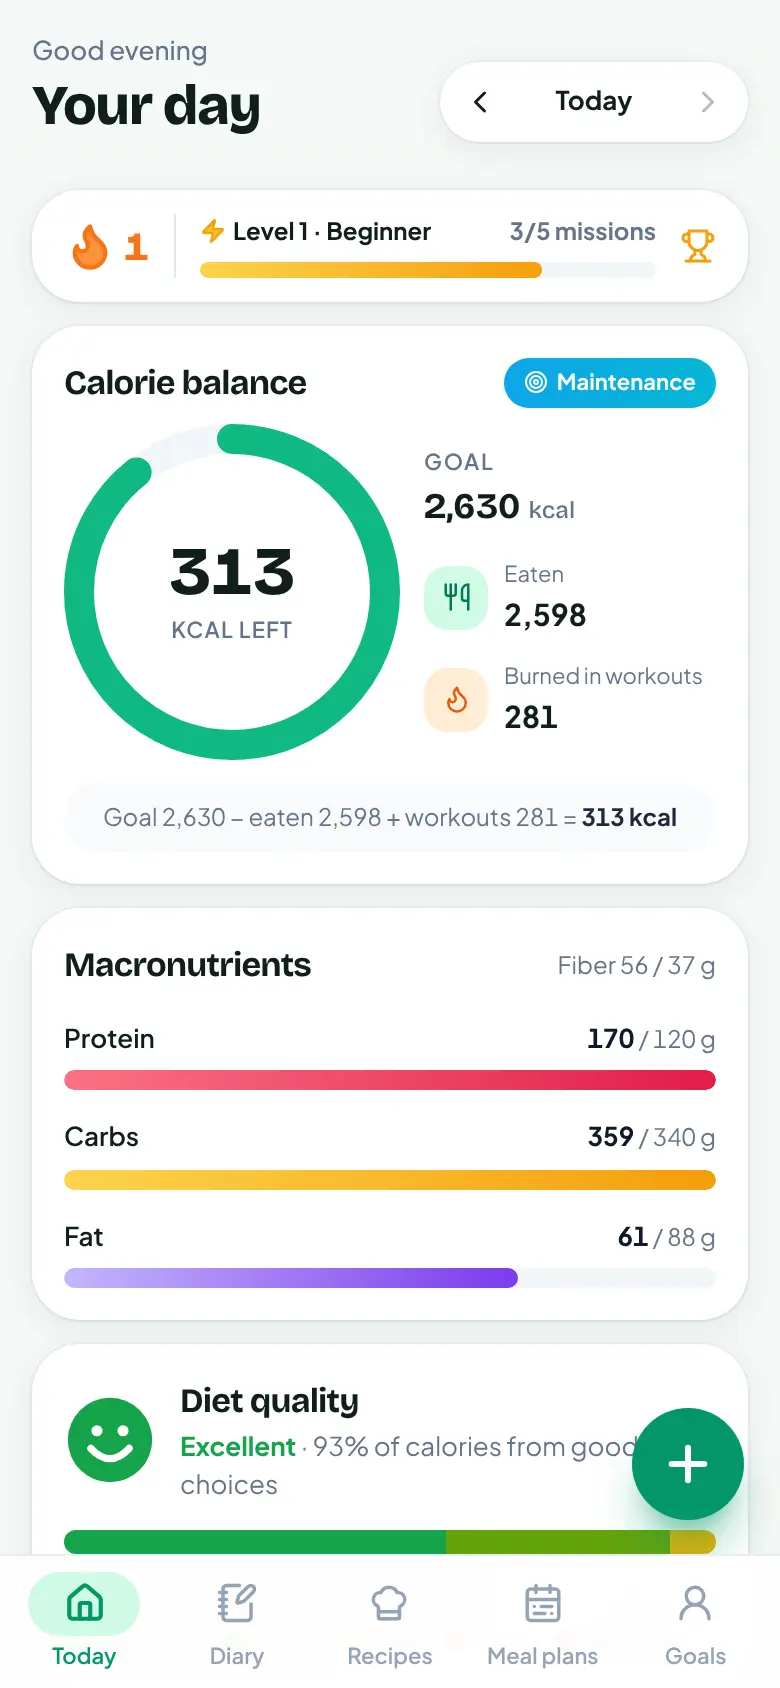 Good evening
Your day
Today
1
Level 1 · Beginner
3/5 missions
Calorie balance
Maintenance
313
KCAL LEFT
GOAL
2,630 kcal
Eaten
2,598
Burned in workouts
281
Goal 2,630 – eaten 2,598 + workouts 281 = 313 kcal
Macronutrients
Fiber 56 / 37 g
Protein
170 / 120 g
Carbs
359 / 340 g
Fat
61 / 88 g
Diet quality
Excellent · 93% of calories from good
choices
Today
Diary
Recipes
Meal plans
Goals